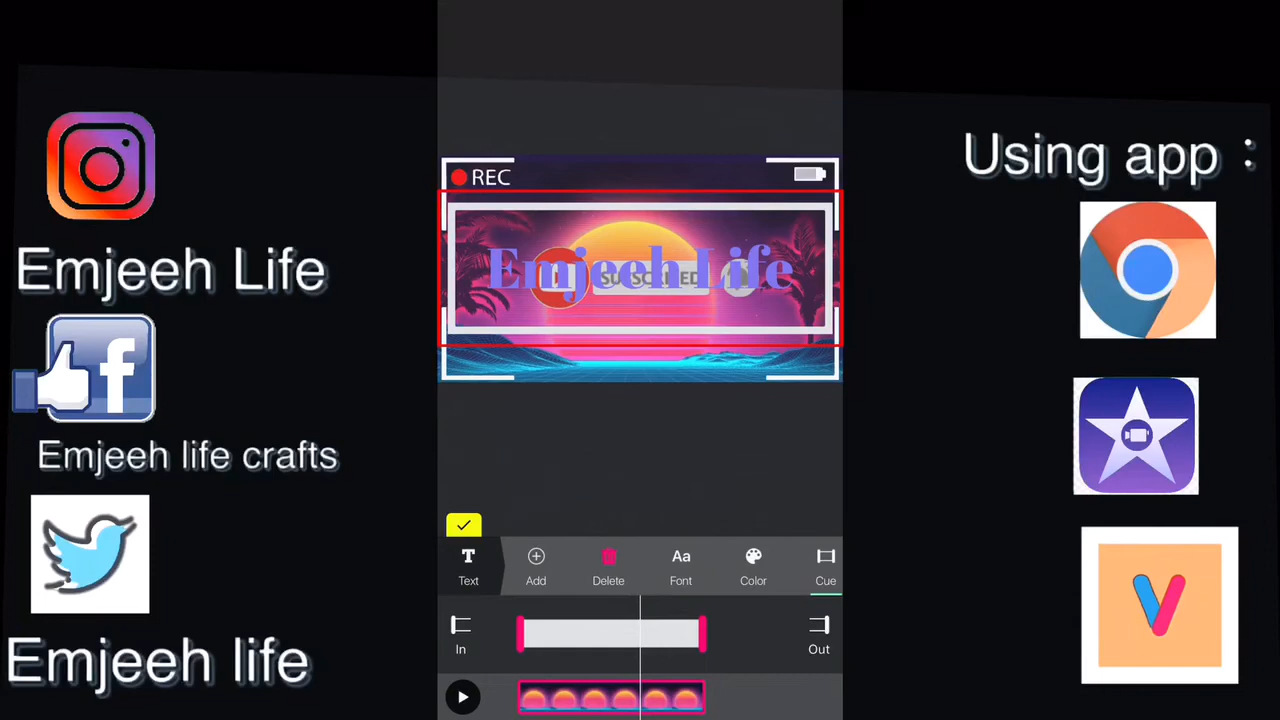 Emjeeh Life
Emjeeh life crafts
Emjeeh life
REC
Emjeeh Life
SUBSCRIBED
Text
Add
Delete
Aa
Font
Color
Cue
In
Out
Using app :